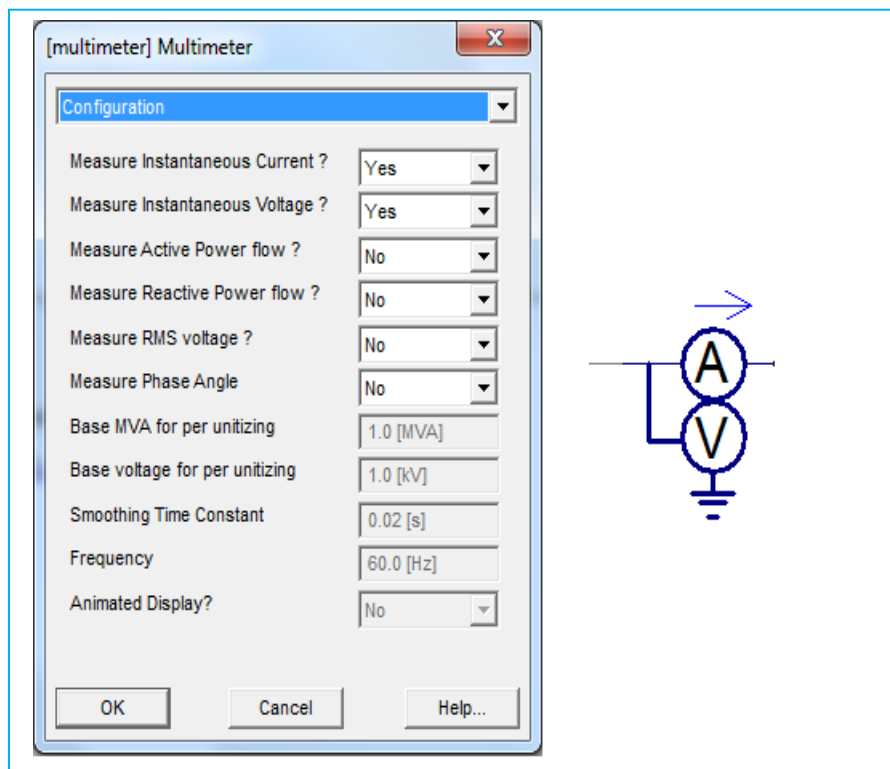 [multimeter] Multimeter
X
Configuration
Measure Instantaneous Current ? Yes
Measure Instantaneous Voltage ? Yes
Measure Active Power flow ? No
Measure Reactive Power flow ? No
Measure RMS voltage ? No
Measure Phase Angle No
Base MVA for per unitizing 1.0 [MVA]
Base voltage for per unitizing 1.0 [kV]
Smoothing Time Constant 0.02 [s]
Frequency 60.0 [Hz]
Animated Display? No
OK Cancel Help...
A
V